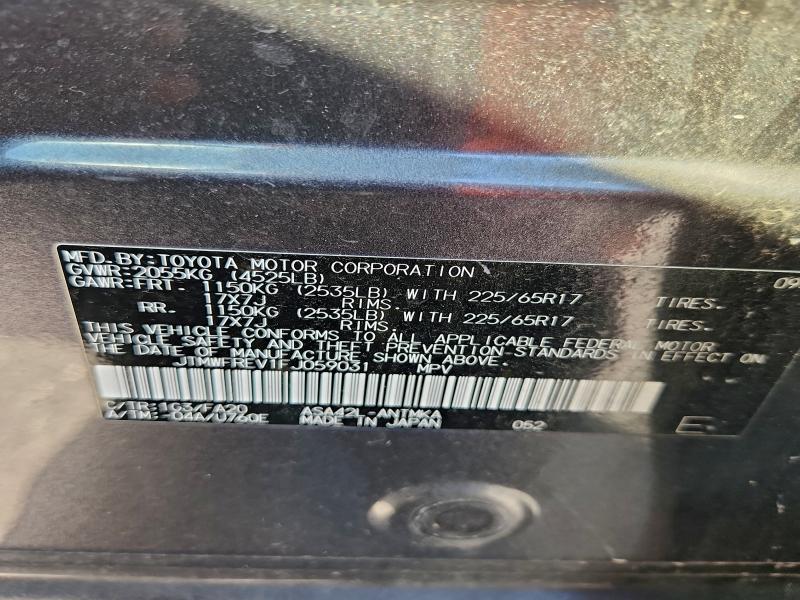 MFD. BY: TOYOTA MOTOR CORPORATION 09
GVWR: 2055KG (4525LB)
GAWR: FRT 1150KG (2535LB) WITH 225/65R17 TIRES.
17X7J RIMS.
RR. 1150KG (2535LB) WITH 225/65R17 TIRES.
17X7J RIMS.
THIS VEHICLE CONFORMS TO ALL APPLICABLE FEDERAL MOTOR
VEHICLE SAFETY AND THEFT PREVENTION STANDARDS IN EFFECT ON
THE DATE OF MANUFACTURE SHOWN ABOVE.
JTMWFREV1FJ059031 MPV
C/TR: 1G3/FA20 ASA42L-ANTMKA
A/TM: -04A/U760E MADE IN JAPAN 052 E